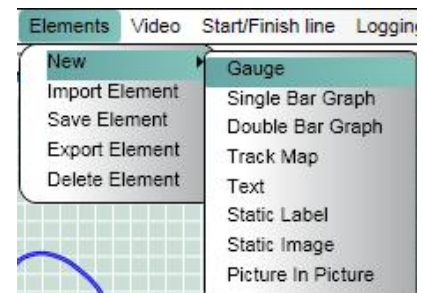 Elements Video Start/Finish line Loggin
New
Import Element
Save Element
Export Element
Delete Element
Gauge
Single Bar Graph
Double Bar Graph
Track Map
Text
Static Label
Static Image
Picture In Picture